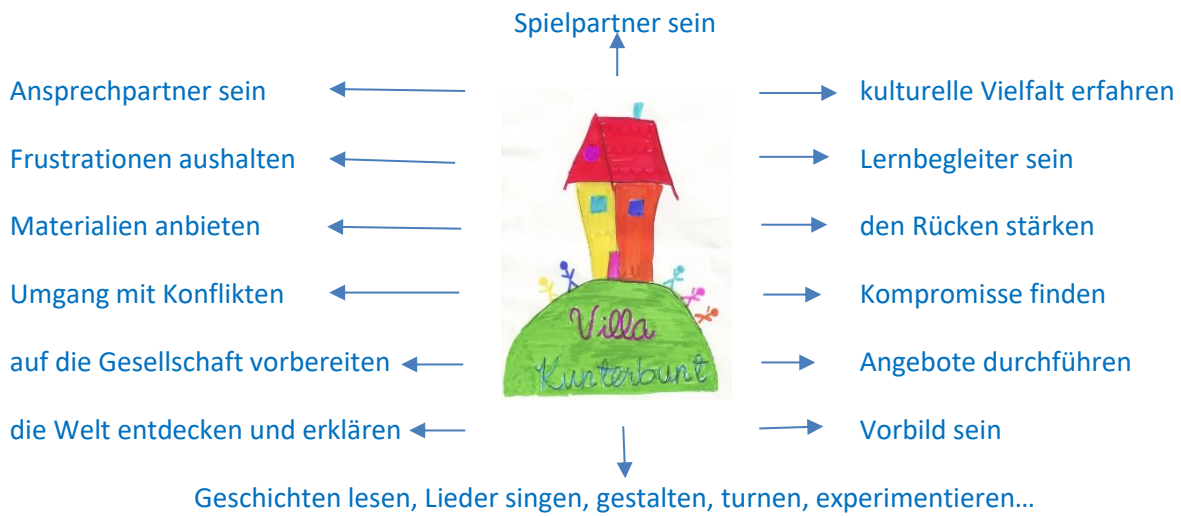 Spielpartner sein
Ansprechpartner sein
kulturelle Vielfalt erfahren
Frustrationen aushalten
Lernbegleiter sein
Materialien anbieten
den Rücken stärken
Umgang mit Konflikten
Kompromisse finden
Villa
Kunterbunt
auf die Gesellschaft vorbereiten
Angebote durchführen
die Welt entdecken und erklären
Vorbild sein
Geschichten lesen, Lieder singen, gestalten, turnen, experimentieren…